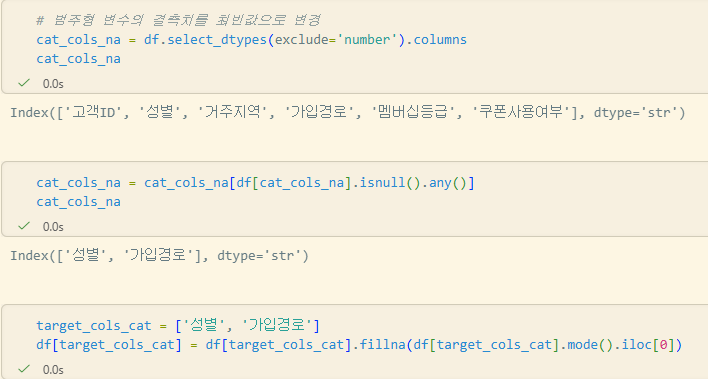 # 범주형 변수의 결측치를 최빈값으로 변경
cat_cols_na = df.select_dtypes(exclude='number').columns
cat_cols_na
✓ 0.0s
Index(['고객ID', '성별', '거주지역', '가입경로', '멤버십등급', '쿠폰사용여부'], dtype='str')
cat_cols_na = cat_cols_na[df[cat_cols_na].isnull().any()]
cat_cols_na
✓ 0.0s
Index(['성별', '가입경로'], dtype='str')
target_cols_cat = ['성별', '가입경로']
df[target_cols_cat] = df[target_cols_cat].fillna(df[target_cols_cat].mode().iloc[0])
✓ 0.0s